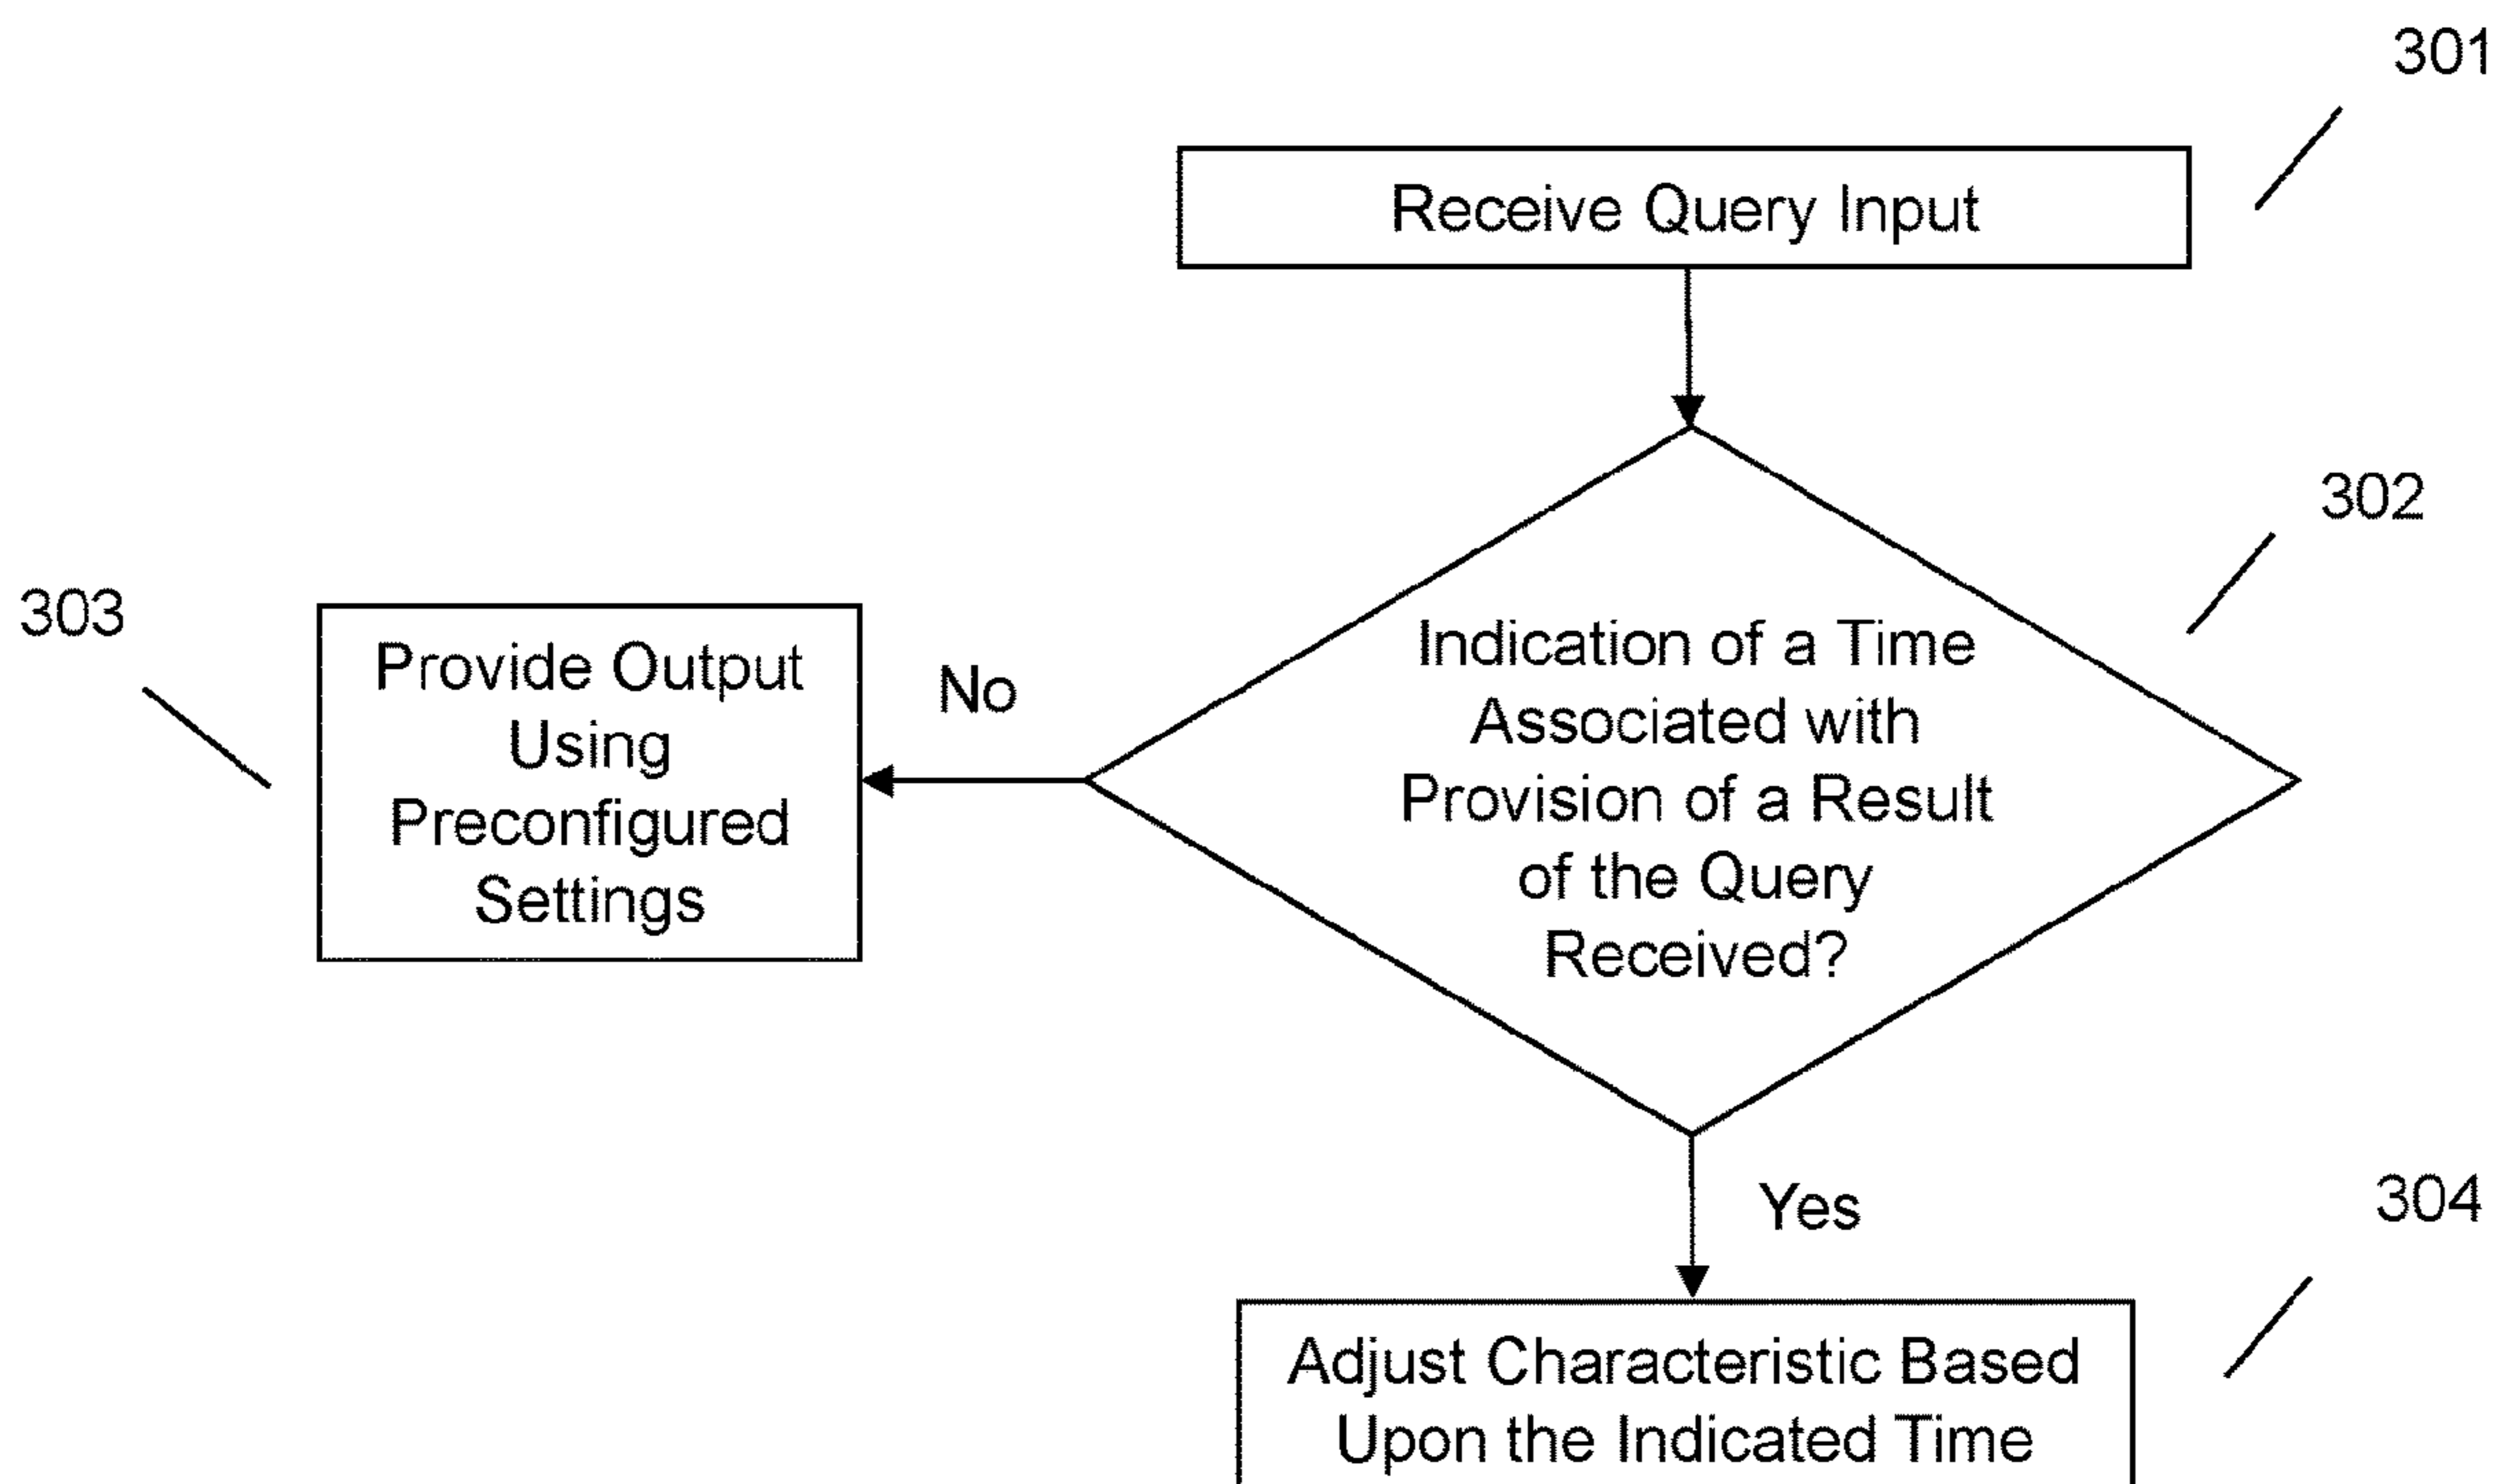 301
Receive Query Input
302
Indication of a Time
Associated with
Provision of a Result
of the Query
Received?
No
303
Provide Output
Using
Preconfigured
Settings
Yes
304
Adjust Characteristic Based
Upon the Indicated Time